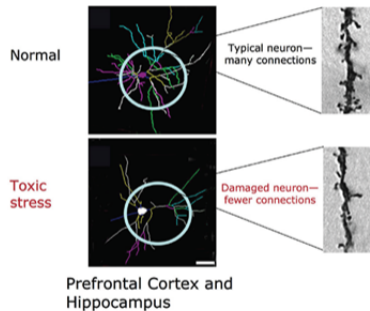 Normal
Typical neuron—
many connections
Toxic
stress
Damaged neuron—
fewer connections
Prefrontal Cortex and
Hippocampus